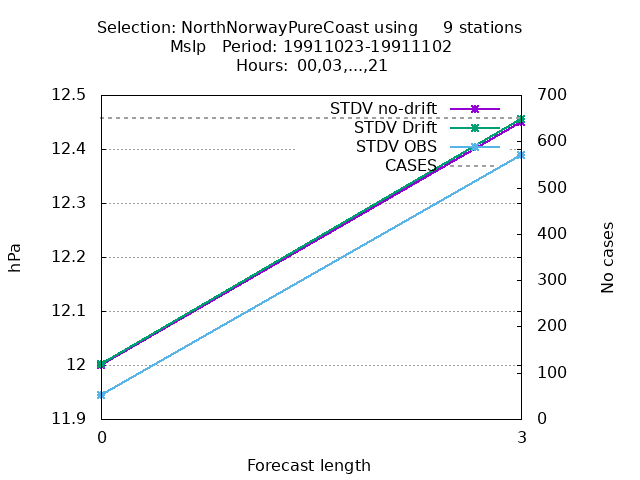 Selection: NorthNorwayPureCoast using     9 stations
Mslp   Period: 19911023-19911102
Hours:  00,03,...,21
12.5
12.4
12.3
12.2
12.1
12
11.9
hPa
STDV no-drift
STDV Drift
STDV OBS
CASES
700
600
500
400
300
200
100
0
No cases
0
3
Forecast length